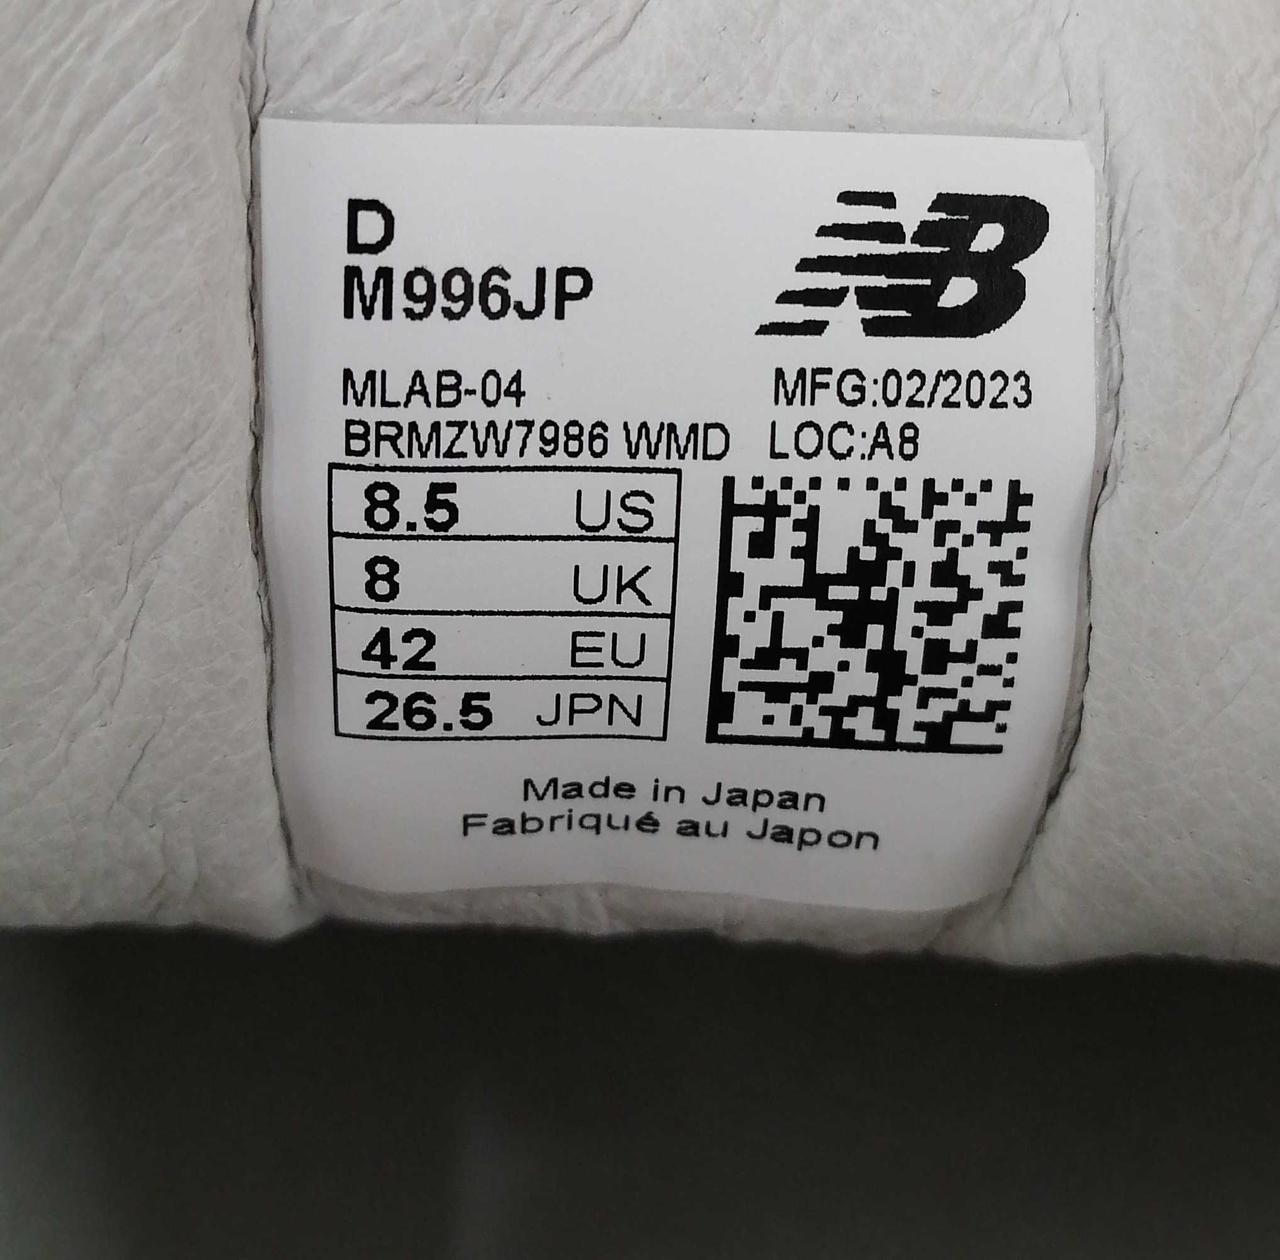 D
M996JP
NB
MLAB-04
MFG:02/2023
BRMZW7986 WMD
LOC:A8
8.5 US
8 UK
42 EU
26.5 JPN
Made in Japan
Fabriqué au Japon